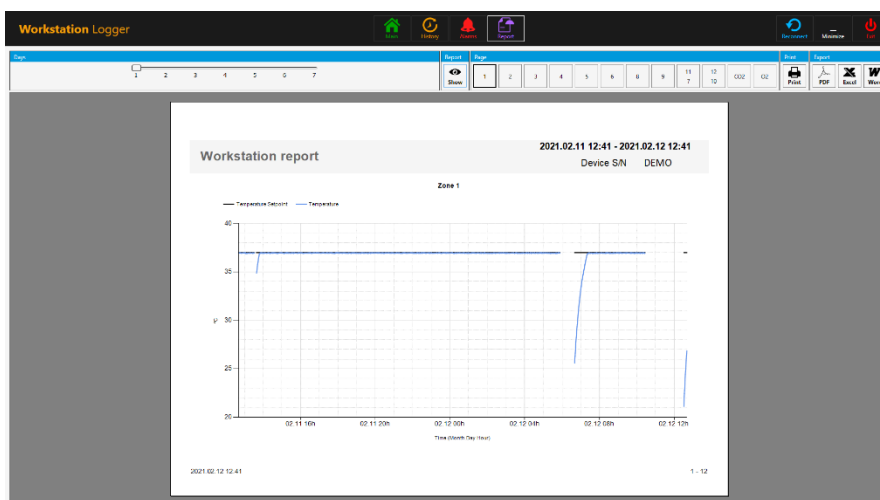 Workstation Logger
Main
History
Alarms
Report
Reconnect
Minimize
Exit
Days
Report
Page
Print
Export
1 2 3 4 5 6 7
Show
1 2 3 4 5 6 8 9 11 7 12 10 CO2 O2
Print
PDF
Excel
Word
Workstation report
2021.02.11 12:41 - 2021.02.12 12:41
Device S/N DEMO
Zone 1
Temperature Setpoint Temperature
40
35
°C
30
25
20
02.11 16h 02.11 20h 02.12 00h 02.12 04h 02.12 08h 02.12 12h
Time (Month.Day Hour)
2021.02.12 12:41
1 - 12